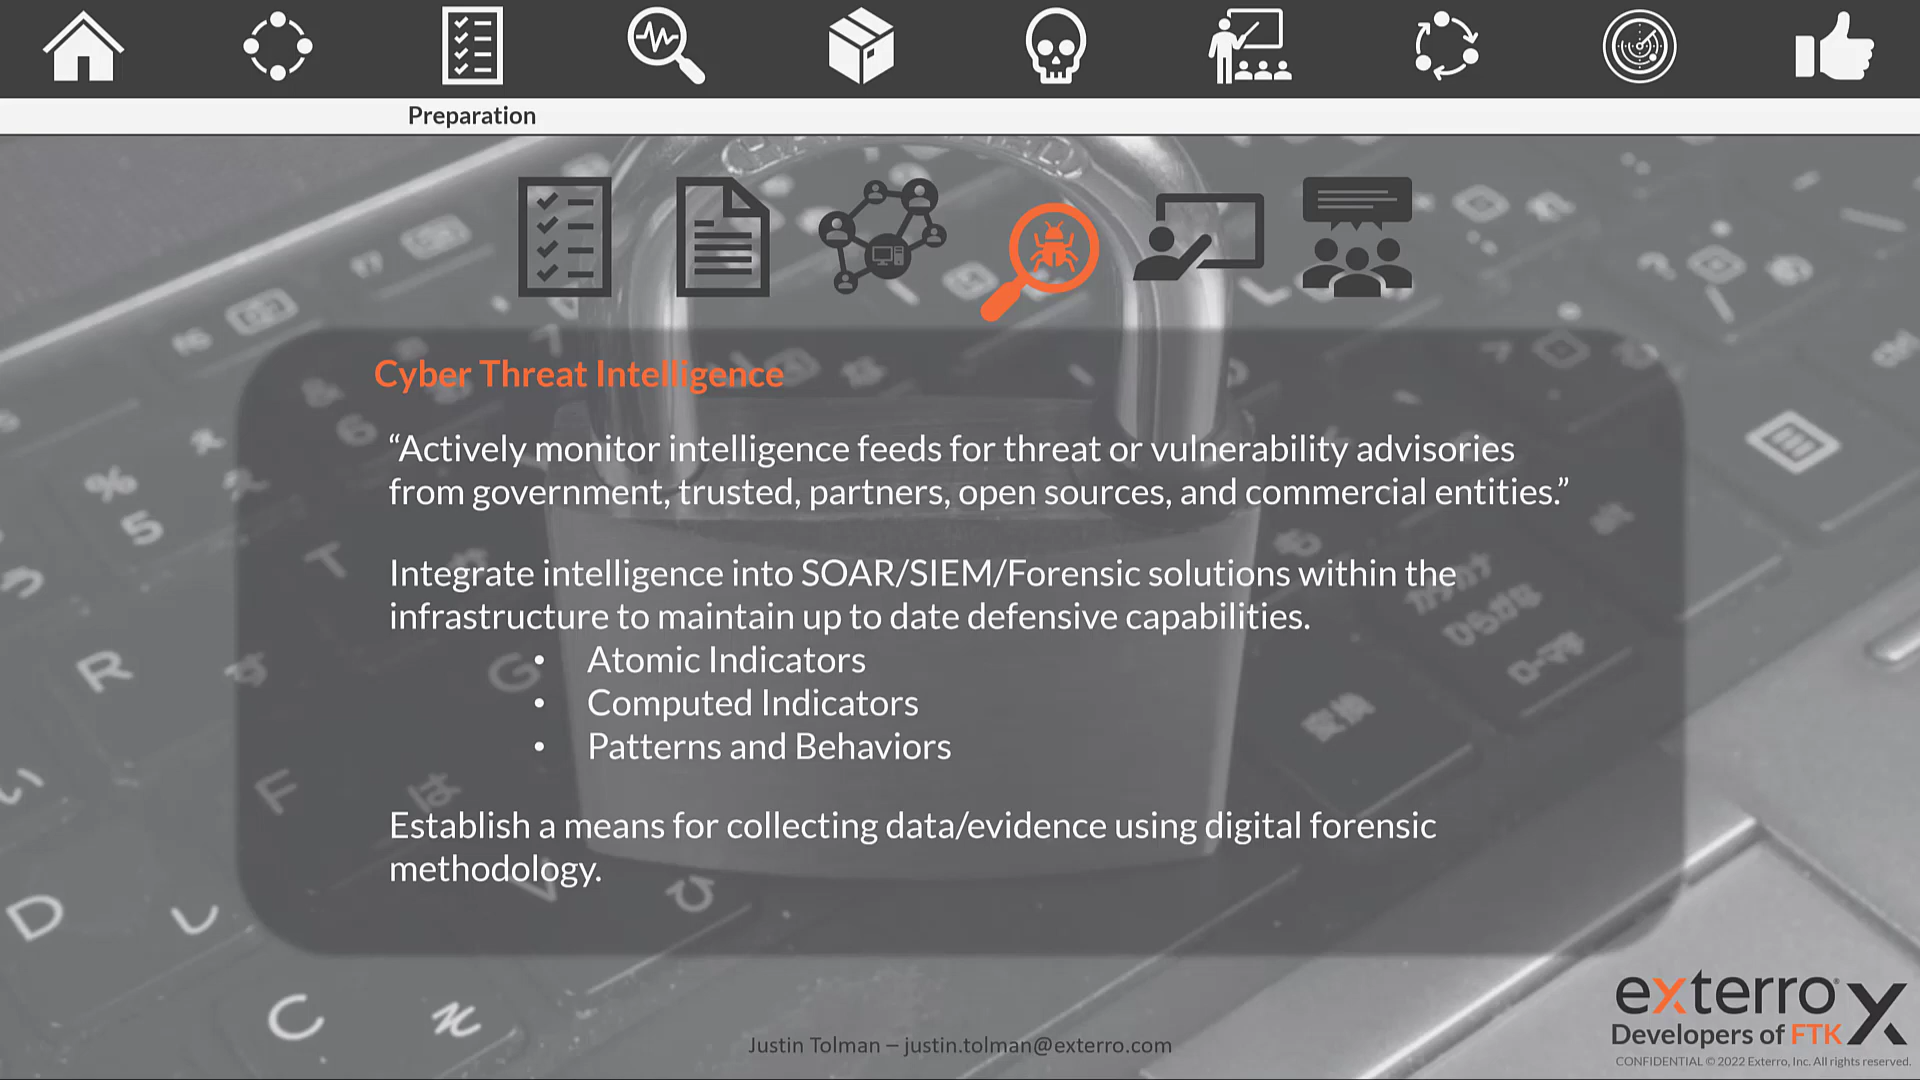 Preparation
Cyber Threat Intelligence
“Actively monitor intelligence feeds for threat or vulnerability advisories
from government, trusted, partners, open sources, and commercial entities.”
Integrate intelligence into SOAR/SIEM/Forensic solutions within the
infrastructure to maintain up to date defensive capabilities.
• Atomic Indicators
• Computed Indicators
• Patterns and Behaviors
Establish a means for collecting data/evidence using digital forensic
methodology.
Justin Tolman – justin.tolman@exterro.com
exterro®
Developers of FTK
CONFIDENTIAL © 2022 Exterro, Inc. All rights reserved.